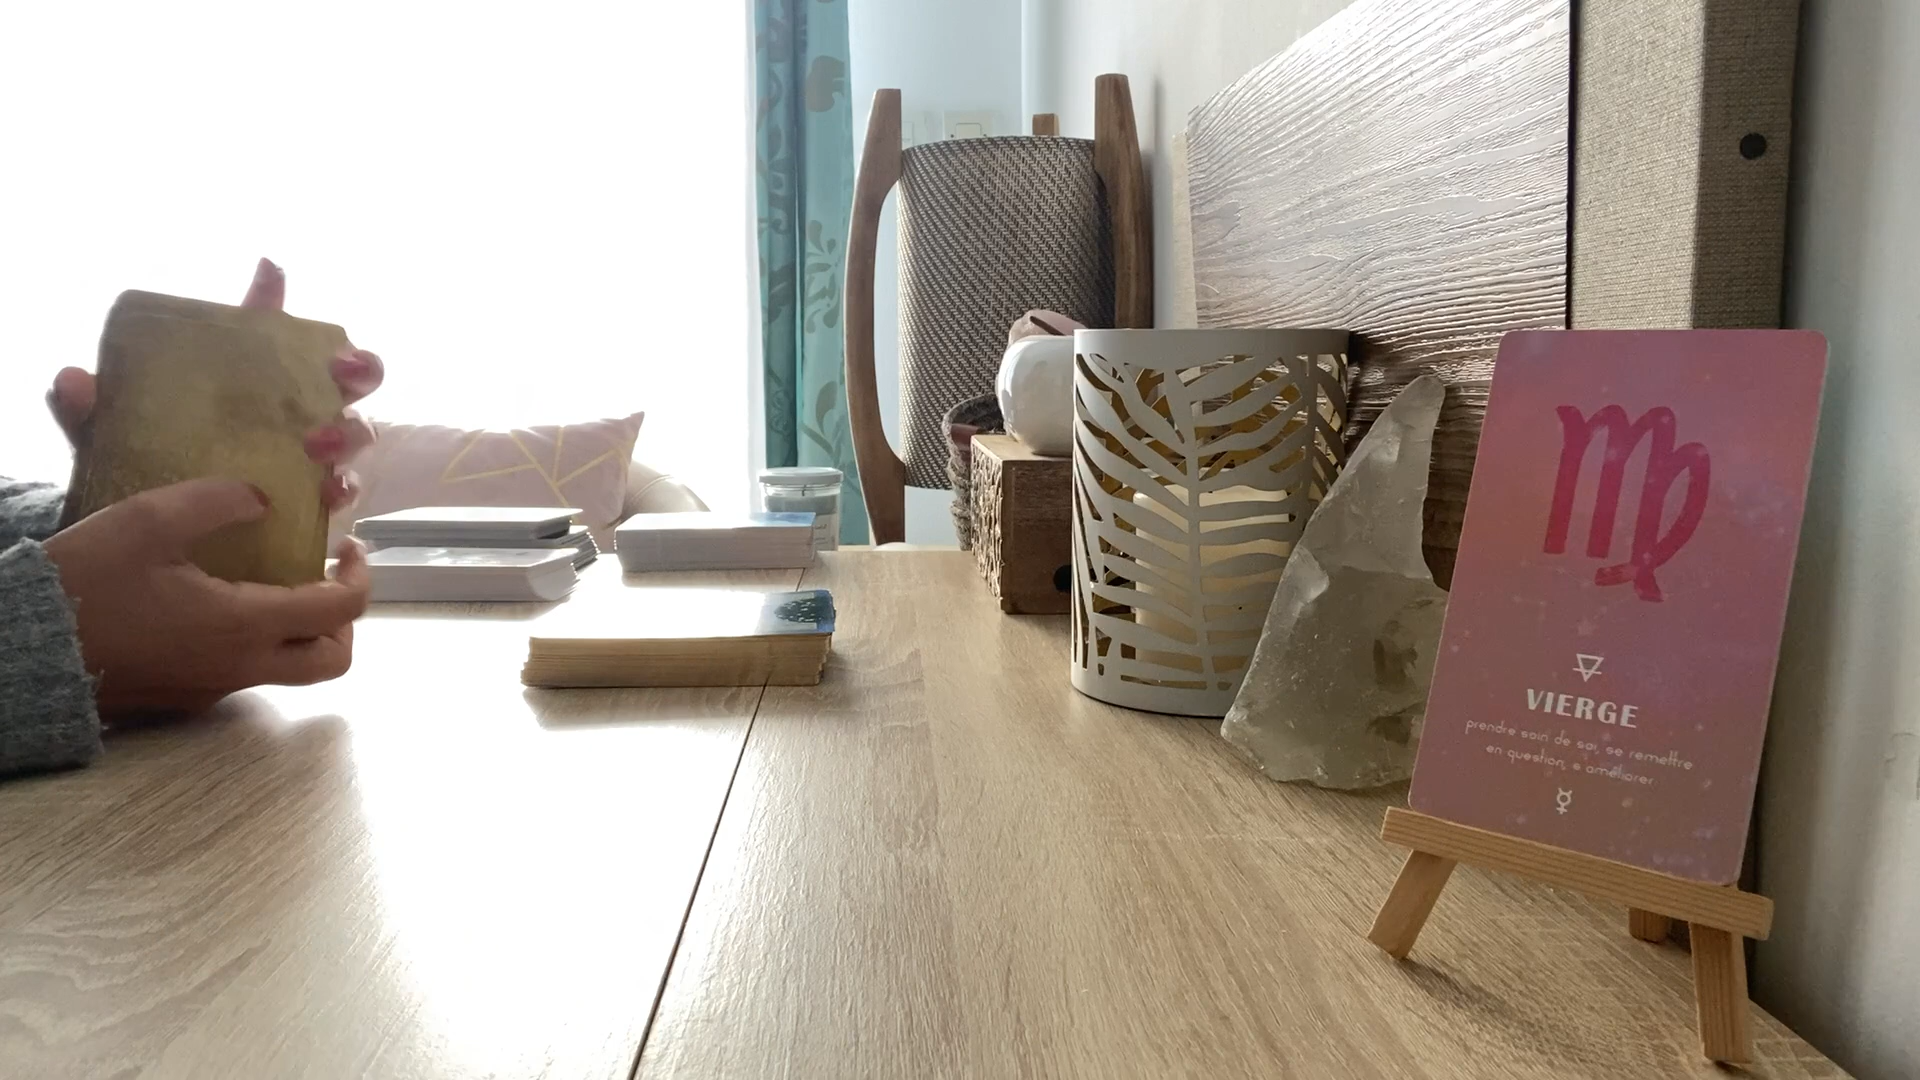 VIERGE
prendre soin de soi, se remettre
en question, s améliorer